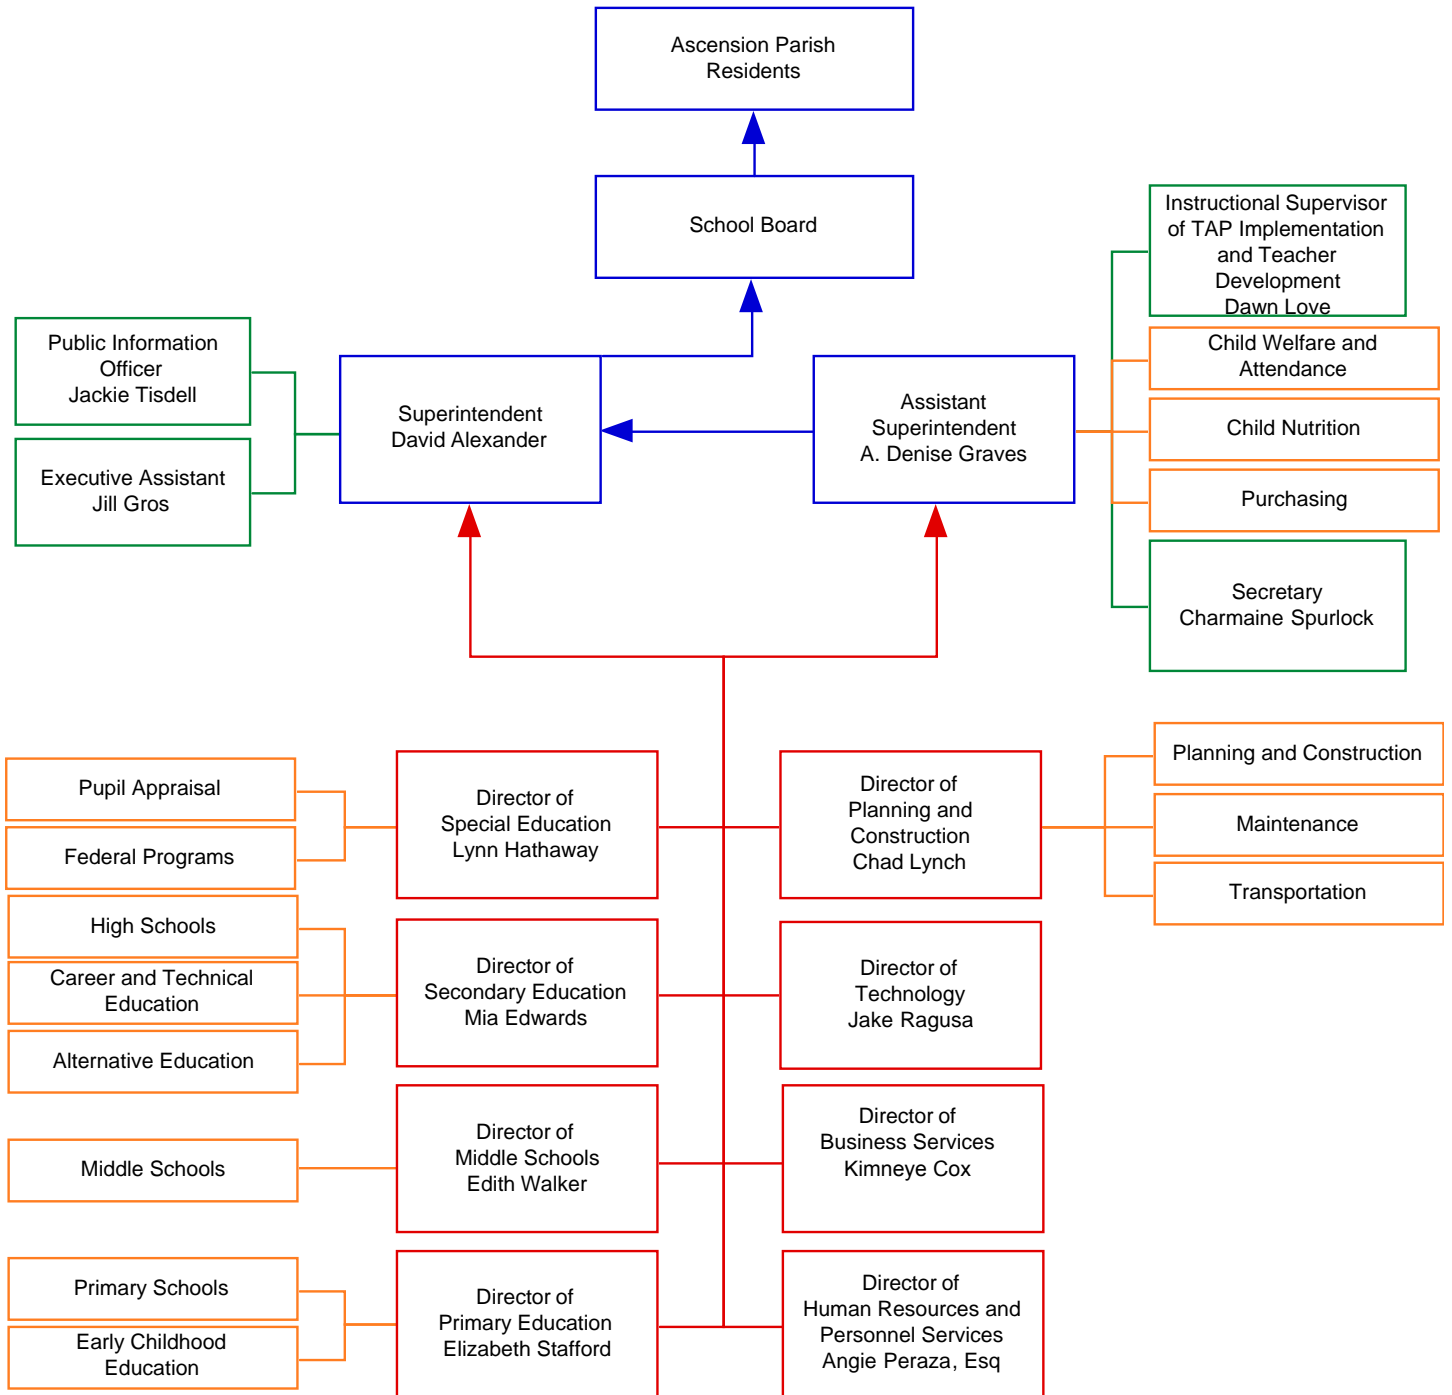 Ascension Parish
Residents
School Board
Instructional Supervisor
of TAP Implementation
and Teacher
Development
Dawn Love
Public Information
Officer
Jackie Tisdell
Executive Assistant
Jill Gros
Superintendent
David Alexander
Assistant
Superintendent
A. Denise Graves
Child Welfare and
Attendance
Child Nutrition
Purchasing
Secretary
Charmaine Spurlock
Pupil Appraisal
Federal Programs
Director of
Special Education
Lynn Hathaway
Director of
Planning and
Construction
Chad Lynch
Planning and Construction
Maintenance
Transportation
High Schools
Career and Technical
Education
Alternative Education
Director of
Secondary Education
Mia Edwards
Director of
Technology
Jake Ragusa
Middle Schools
Director of
Middle Schools
Edith Walker
Director of
Business Services
Kimneye Cox
Primary Schools
Early Childhood
Education
Director of
Primary Education
Elizabeth Stafford
Director of
Human Resources and
Personnel Services
Angie Peraza, Esq